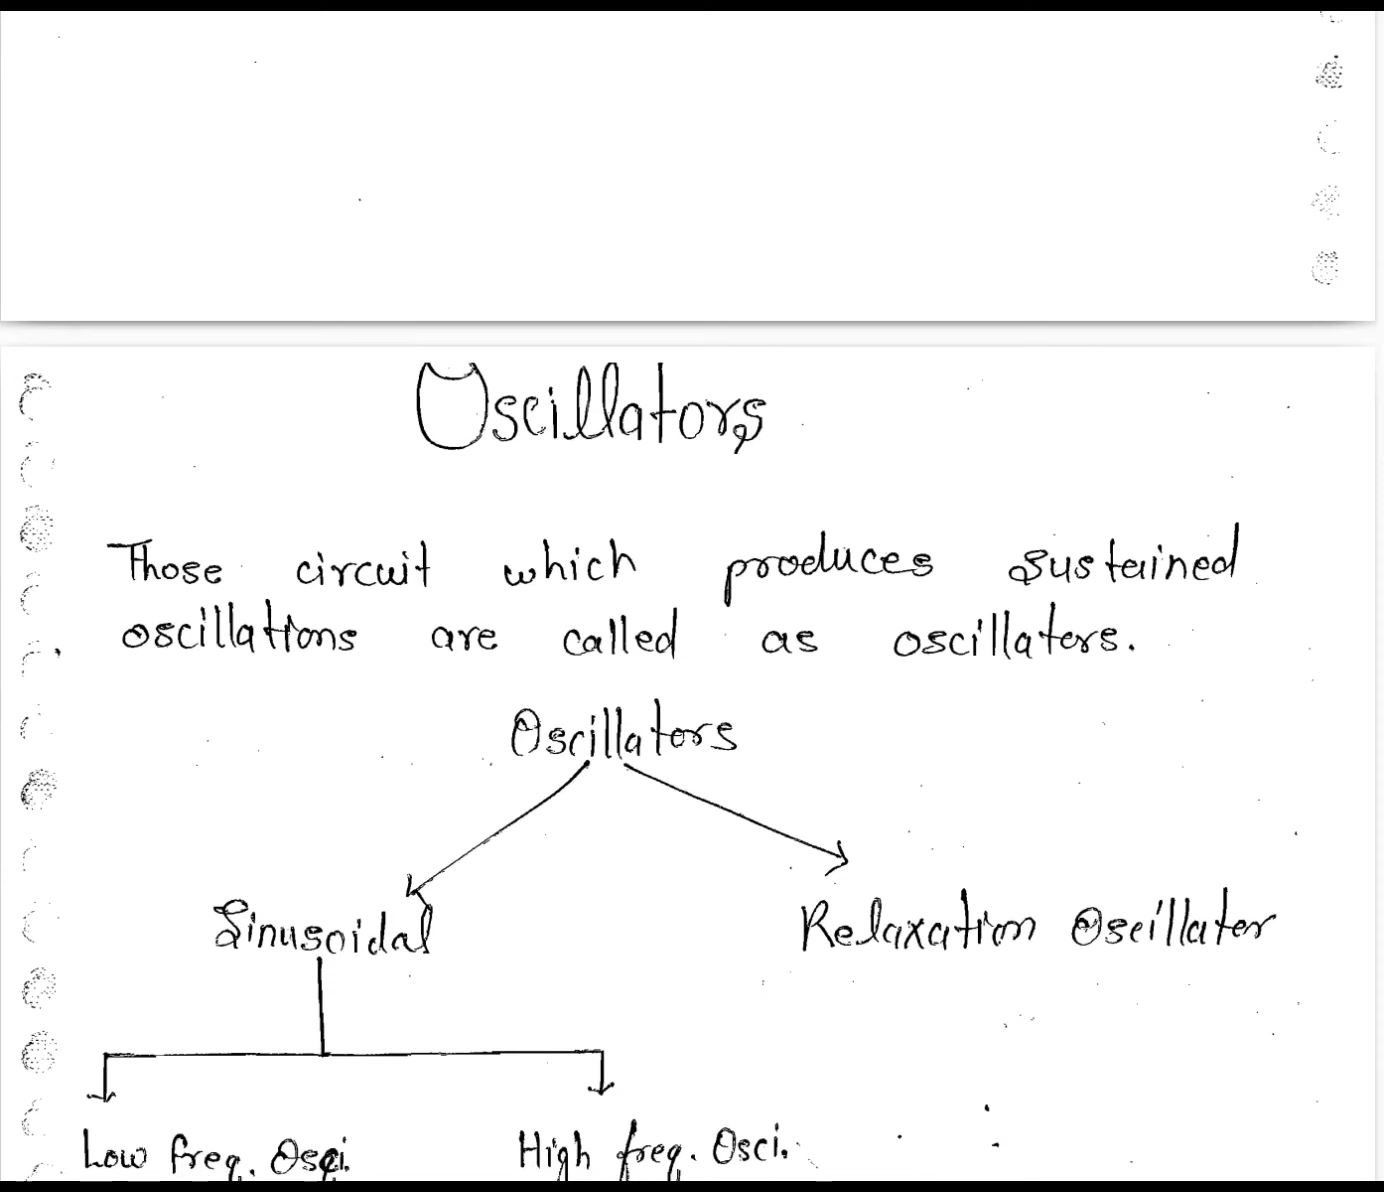 Oscillators
Those circuit which produces sustained
oscillations are called as oscillators.
Oscillators
Sinusoidal Relaxation Oscillator
Low freq. Osci. High freq. Osci.